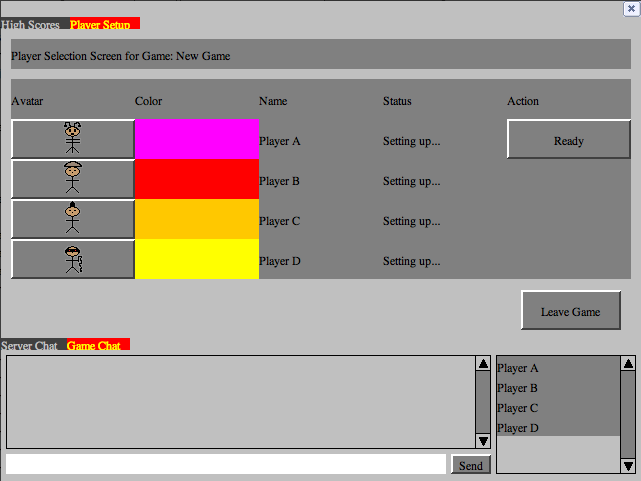 High Scores Player Setup
Player Selection Screen for Game: New Game
Avatar Color Name Status Action
Player A Setting up... Ready
Player B Setting up...
Player C Setting up...
Player D Setting up...
Leave Game
Server Chat Game Chat
Player A
Player B
Player C
Player D
Send